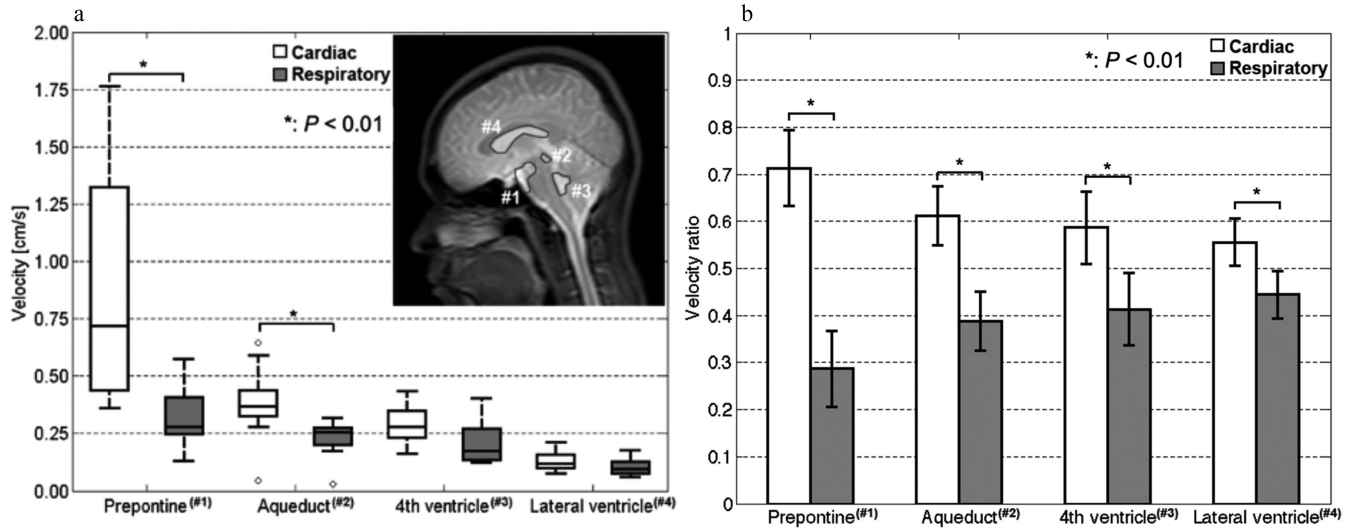 a
2.00
1.75
1.50
1.25
1.00
0.75
0.50
0.25
0.00
Velocity [cm/s]
Cardiac
Respiratory
*
*: P < 0.01
*
#4
#2
#1
#3
Prepontine(#1)
Aqueduct(#2)
4th ventricle(#3)
Lateral ventricle(#4)
b
1
0.9
0.8
0.7
0.6
0.5
0.4
0.3
0.2
0.1
0
Velocity ratio
*: P < 0.01
Cardiac
Respiratory
*
*
*
*
Prepontine(#1)
Aqueduct(#2)
4th ventricle(#3)
Lateral ventricle(#4)